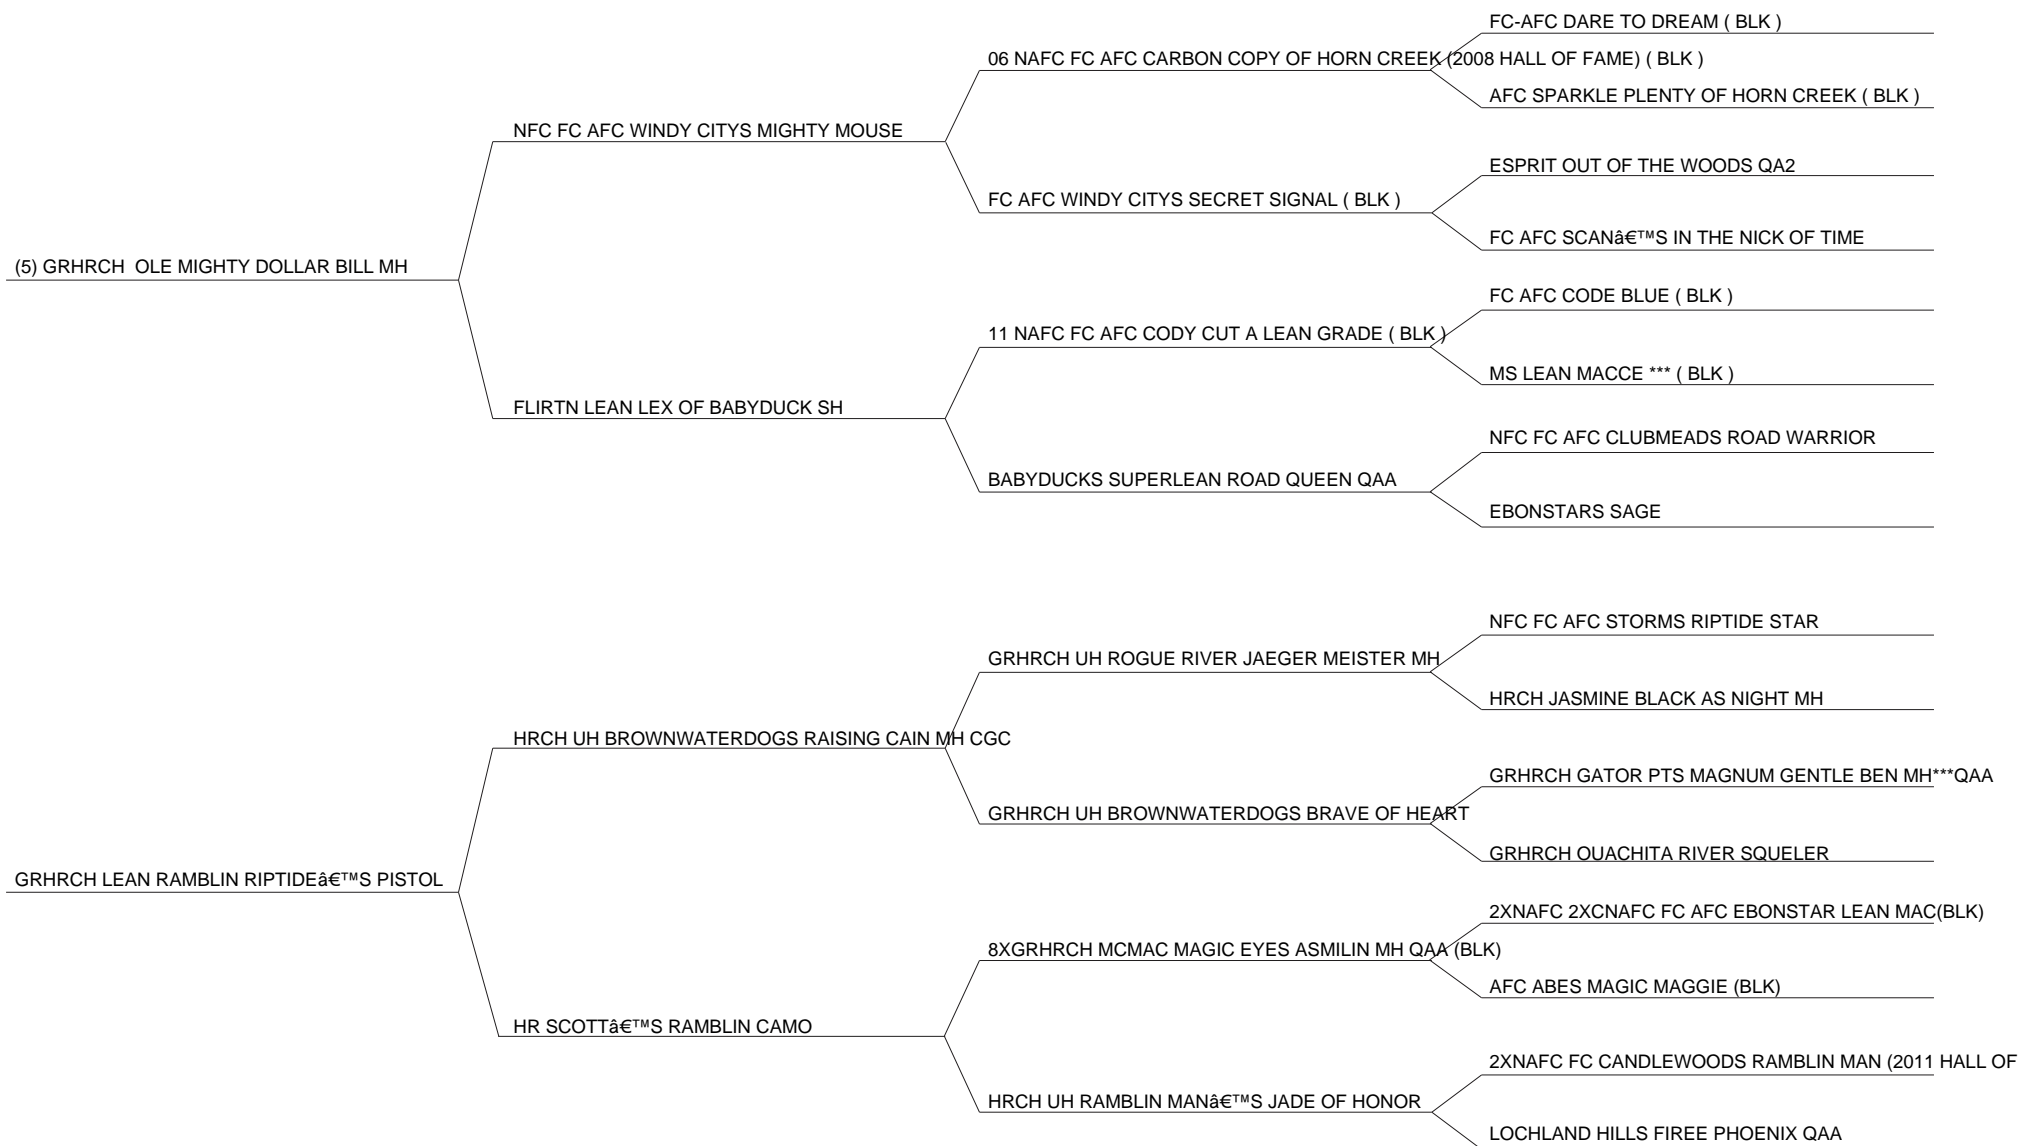 FC-AFC DARE TO DREAM ( BLK )
06 NAFC FC AFC CARBON COPY OF HORN CREEK (2008 HALL OF FAME) ( BLK )
AFC SPARKLE PLENTY OF HORN CREEK ( BLK )
NFC FC AFC WINDY CITYS MIGHTY MOUSE
ESPRIT OUT OF THE WOODS QA2
FC AFC WINDY CITYS SECRET SIGNAL ( BLK )
FC AFC SCANâ€™S IN THE NICK OF TIME
(5) GRHRCH  OLE MIGHTY DOLLAR BILL MH
FC AFC CODE BLUE ( BLK )
11 NAFC FC AFC CODY CUT A LEAN GRADE ( BLK )
MS LEAN MACCE *** ( BLK )
FLIRTN LEAN LEX OF BABYDUCK SH
NFC FC AFC CLUBMEADS ROAD WARRIOR
BABYDUCKS SUPERLEAN ROAD QUEEN QAA
EBONSTARS SAGE
NFC FC AFC STORMS RIPTIDE STAR
GRHRCH UH ROGUE RIVER JAEGER MEISTER MH
HRCH JASMINE BLACK AS NIGHT MH
HRCH UH BROWNWATERDOGS RAISING CAIN MH CGC
GRHRCH GATOR PTS MAGNUM GENTLE BEN MH***QAA
GRHRCH UH BROWNWATERDOGS BRAVE OF HEART
GRHRCH OUACHITA RIVER SQUELER
GRHRCH LEAN RAMBLIN RIPTIDEâ€™S PISTOL
2XNAFC 2XCNAFC FC AFC EBONSTAR LEAN MAC(BLK)
8XGRHRCH MCMAC MAGIC EYES ASMILIN MH QAA (BLK)
AFC ABES MAGIC MAGGIE (BLK)
HR SCOTTâ€™S RAMBLIN CAMO
2XNAFC FC CANDLEWOODS RAMBLIN MAN (2011 HALL OF
HRCH UH RAMBLIN MANâ€™S JADE OF HONOR
LOCHLAND HILLS FIREE PHOENIX QAA